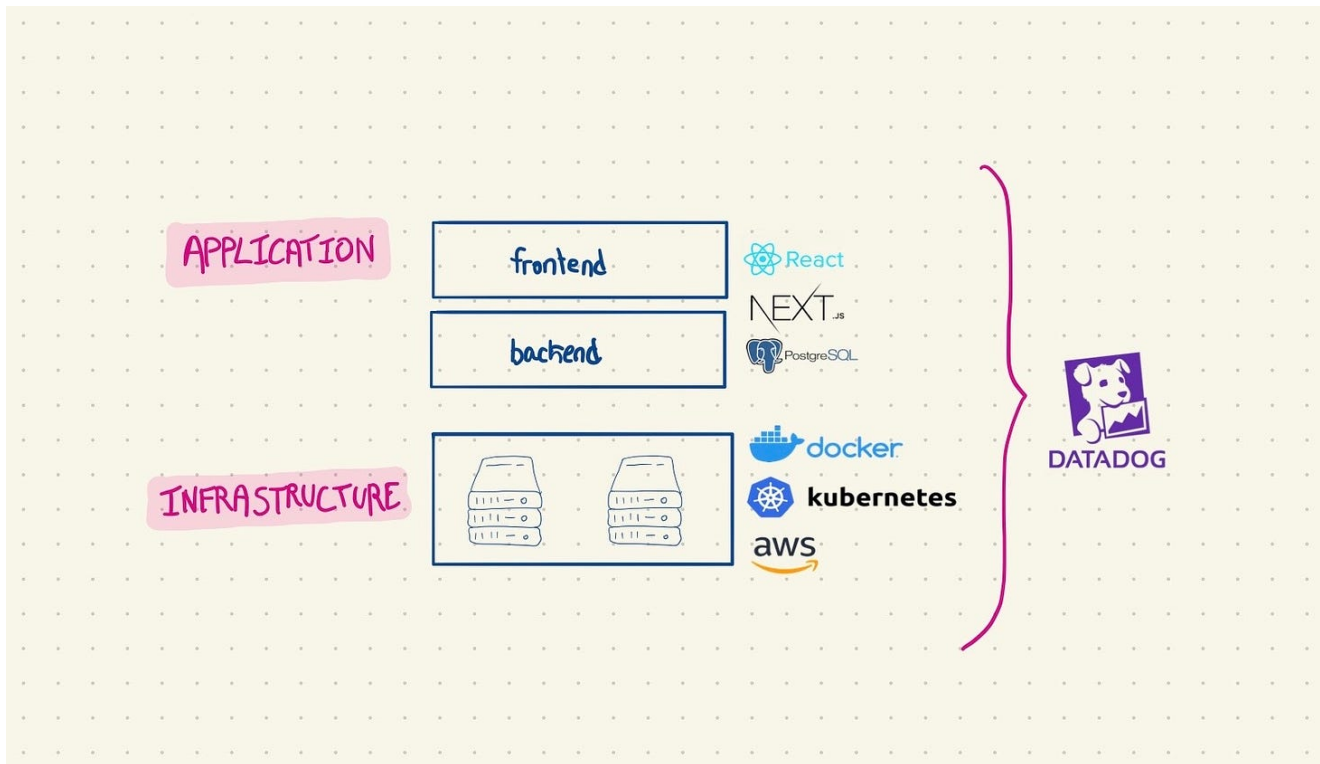 APPLICATION
frontend
React
NEXT.JS
backend
PostgreSQL
INFRASTRUCTURE
docker
kubernetes
aws
DATADOG